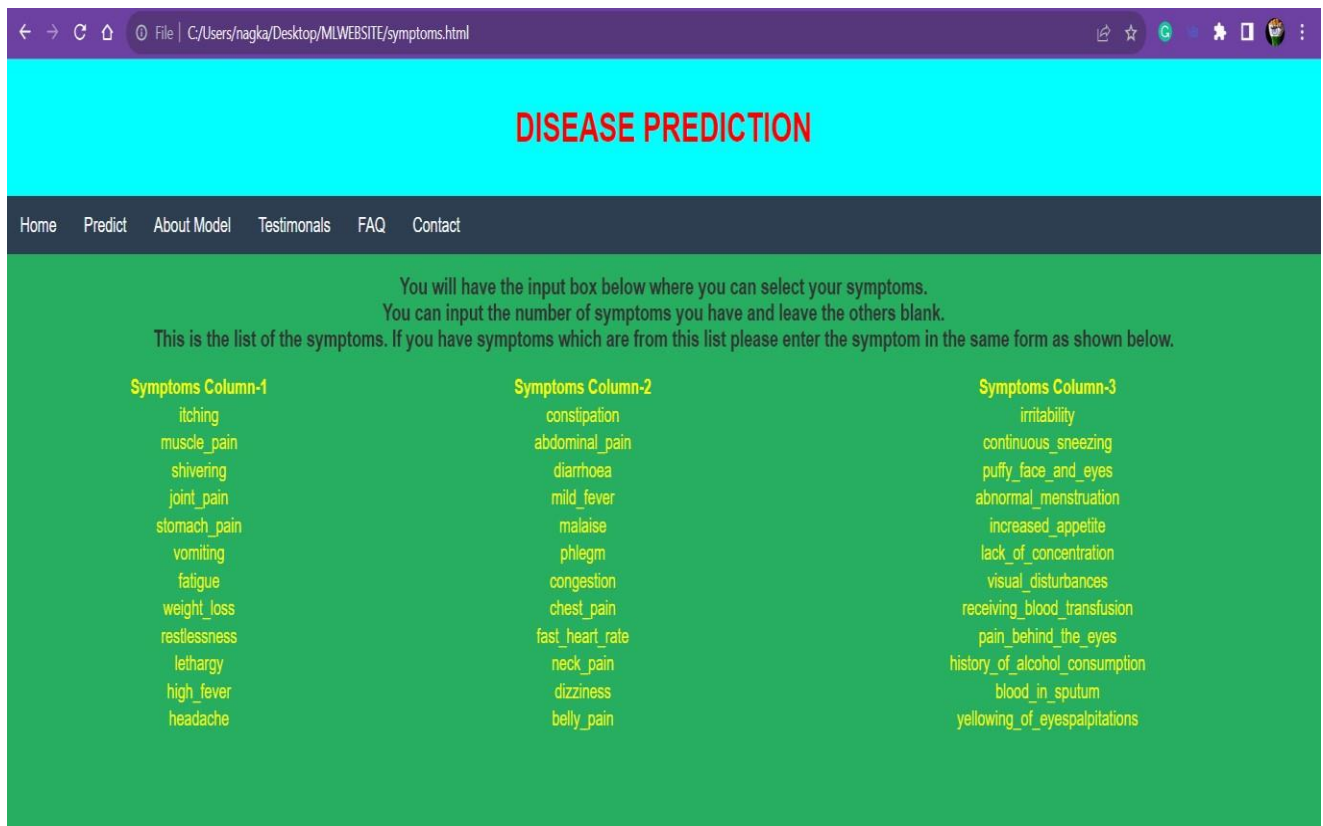 File | C:/Users/nagka/Desktop/MLWEBSITE/symptoms.html
G
DISEASE PREDICTION
Home Predict About Model Testimonals FAQ Contact
You will have the input box below where you can select your symptoms.
You can input the number of symptoms you have and leave the others blank.
This is the list of the symptoms. If you have symptoms which are from this list please enter the symptom in the same form as shown below.
Symptoms Column-1 Symptoms Column-2 Symptoms Column-3
itching constipation irritability
muscle_pain abdominal_pain continuous_sneezing
shivering diarrhoea puffy_face_and_eyes
joint_pain mild_fever abnormal_menstruation
stomach_pain malaise increased_appetite
vomiting phlegm lack_of_concentration
fatigue congestion visual_disturbances
weight_loss chest_pain receiving_blood_transfusion
restlessness fast_heart_rate pain_behind_the_eyes
lethargy neck_pain history_of_alcohol_consumption
high_fever dizziness blood_in_sputum
headache belly_pain yellowing_of_eyespalpitations